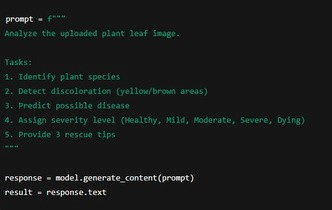 prompt = f"""
Analyze the uploaded plant leaf image.
Tasks:
1. Identify plant species
2. Detect discoloration (yellow/brown areas)
3. Predict possible disease
4. Assign severity level (Healthy, Mild, Moderate, Severe, Dying)
5. Provide 3 rescue tips
"""
response = model.generate_content(prompt)
result = response.text